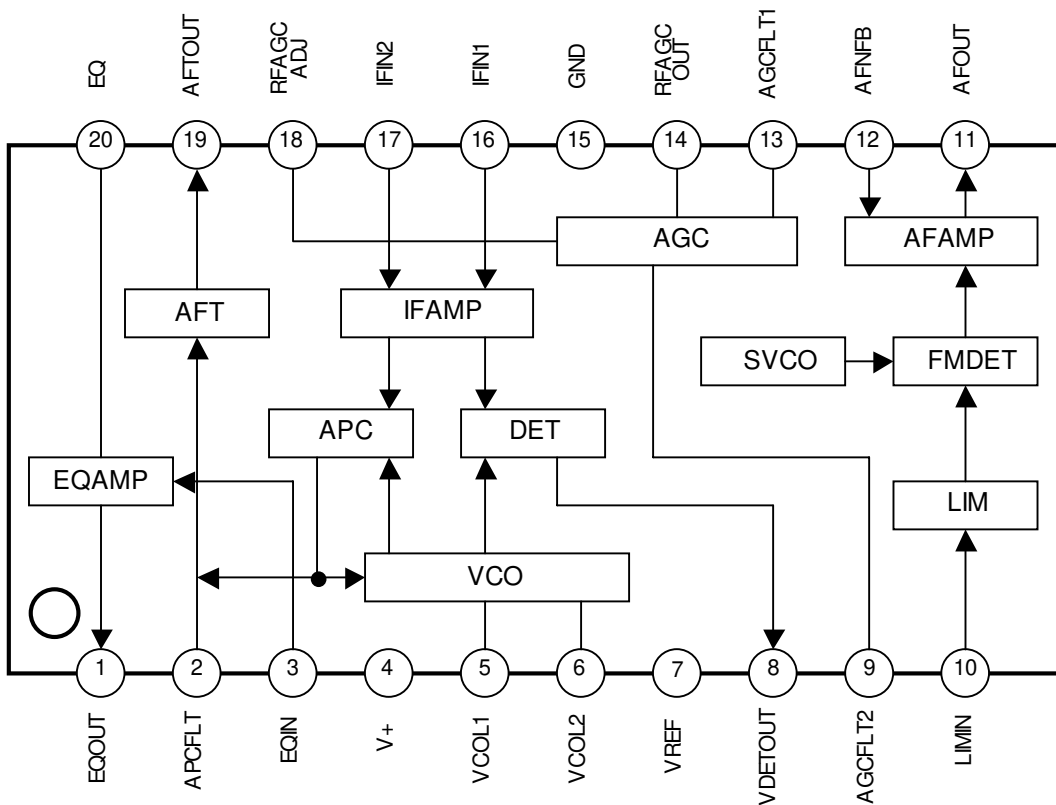 EQ
AFTOUT
RFAGC
ADJ
IFIN2
IFIN1
GND
RFAGC
OUT
AGCFLT1
AFNFB
AFOUT
20
19
18
17
16
15
14
13
12
11
AGC
AFAMP
AFT
IFAMP
SVCO
FMDET
APC
DET
EQAMP
LIM
VCO
1
2
3
4
5
6
7
8
9
10
EQOUT
APCFLT
EQIN
V+
VCOL1
VCOL2
VREF
VDETOUT
AGCFLT2
LIMIN